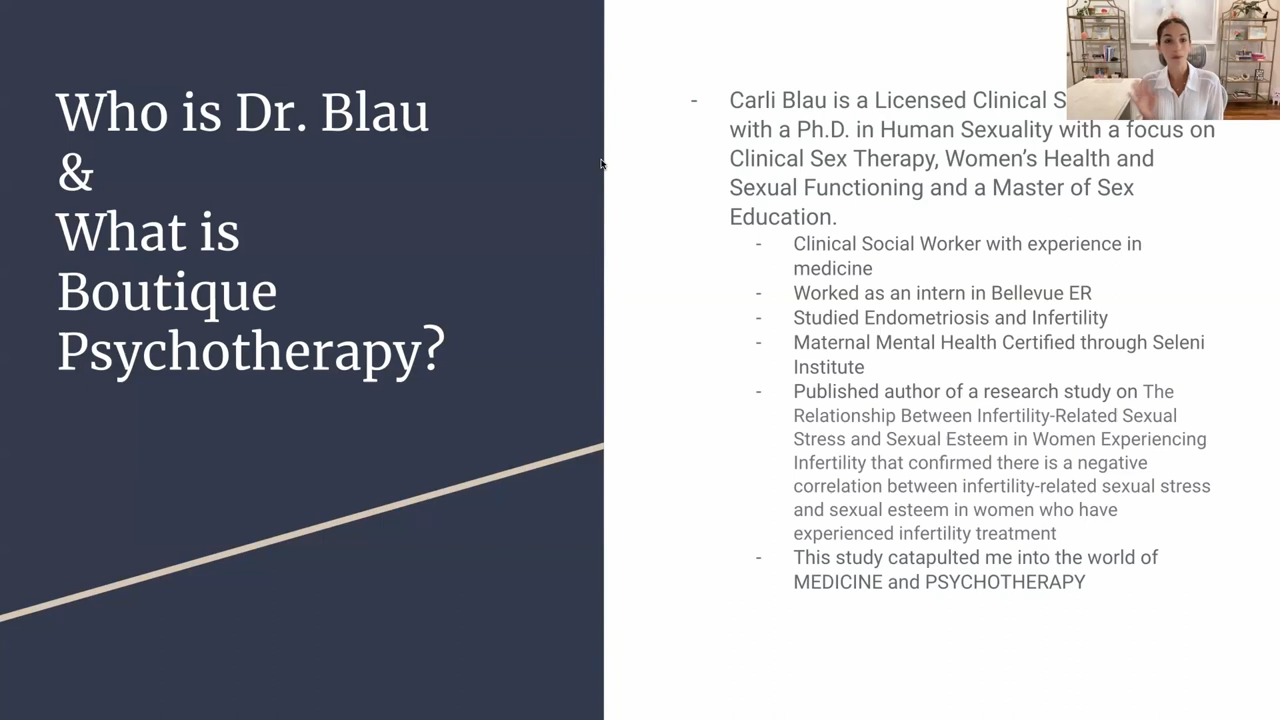 Who is Dr. Blau
&
What is
Boutique
Psychotherapy?
- Carli Blau is a Licensed Clinical S
with a Ph.D. in Human Sexuality with a focus on
Clinical Sex Therapy, Women’s Health and
Sexual Functioning and a Master of Sex
Education.
- Clinical Social Worker with experience in
medicine
- Worked as an intern in Bellevue ER
- Studied Endometriosis and Infertility
- Maternal Mental Health Certified through Seleni
Institute
- Published author of a research study on The
Relationship Between Infertility-Related Sexual
Stress and Sexual Esteem in Women Experiencing
Infertility that confirmed there is a negative
correlation between infertility-related sexual stress
and sexual esteem in women who have
experienced infertility treatment
- This study catapulted me into the world of
MEDICINE and PSYCHOTHERAPY